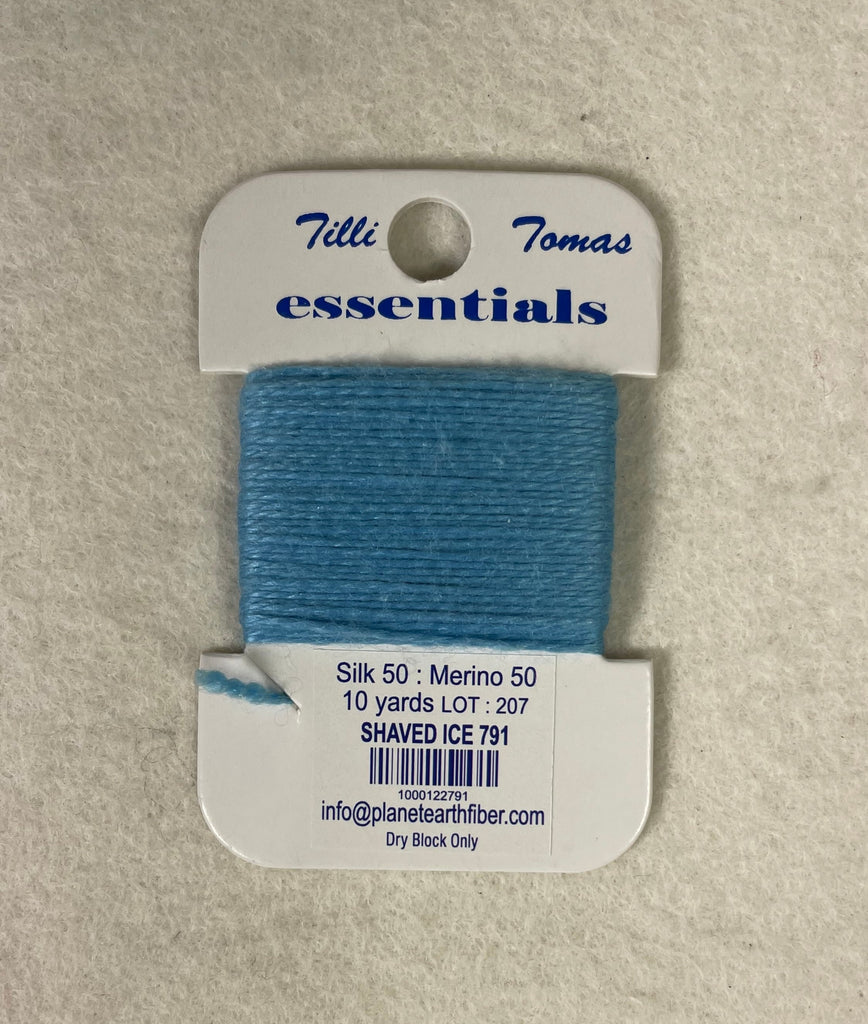 Tilli Tomas
essentials
Silk 50 : Merino 50
10 yards LOT : 207
SHAVED ICE 791
1000122791
info@planetearthfiber.com
Dry Block Only